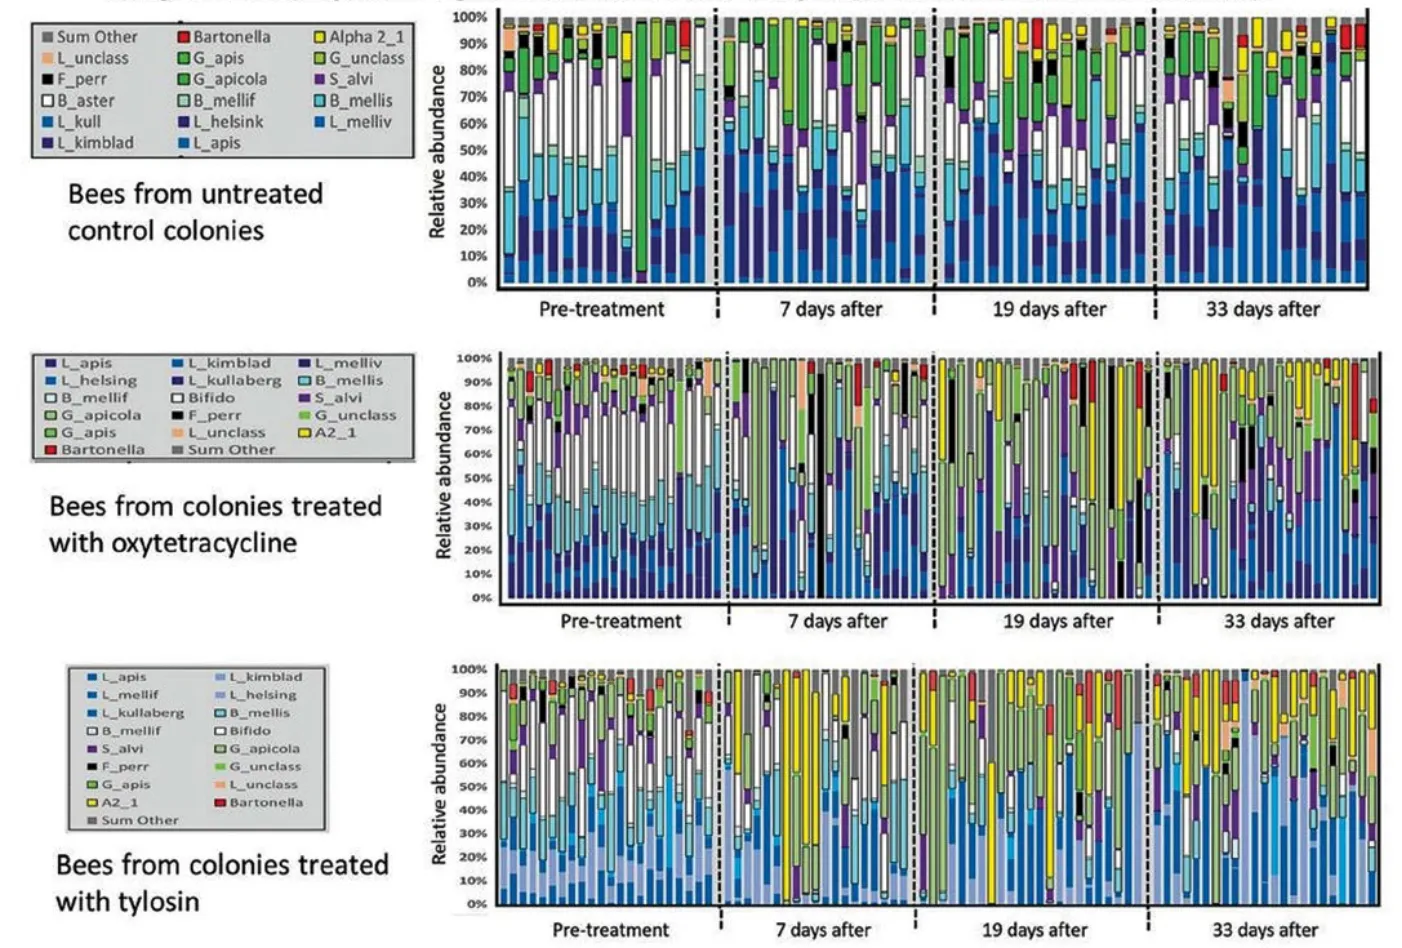 Sum Other Bartonella Alpha 2_1
L_unclass G_apis G_unclass
F_perr G_apicola S_alvi
B_aster B_mellif B_mellis
L_kull L_helsink L_melliv
L_kimblad L_apis
Bees from untreated
control colonies
Relative abundance
100%
90%
80%
70%
60%
50%
40%
30%
20%
10%
0%
Pre-treatment 7 days after 19 days after 33 days after
L_apis L_kimblad L_melliv
L_helsing L_kullaberg B_mellis
B_mellif Bifido S_alvi
G_apicola F_perr G_unclass
G_apis L_unclass A2_1
Bartonella Sum Other
Bees from colonies treated
with oxytetracycline
Relative abundance
100%
90%
80%
70%
60%
50%
40%
30%
20%
10%
0%
Pre-treatment 7 days after 19 days after 33 days after
L_apis L_kimblad
L_mellif L_helsing
L_kullaberg B_mellis
B_mellif Bifido
S_alvi G_apicola
F_perr G_unclass
G_apis L_unclass
A2_1 Bartonella
Sum Other
Bees from colonies treated
with tylosin
Relative abundance
100%
90%
80%
70%
60%
50%
40%
30%
20%
10%
0%
Pre-treatment 7 days after 19 days after 33 days after